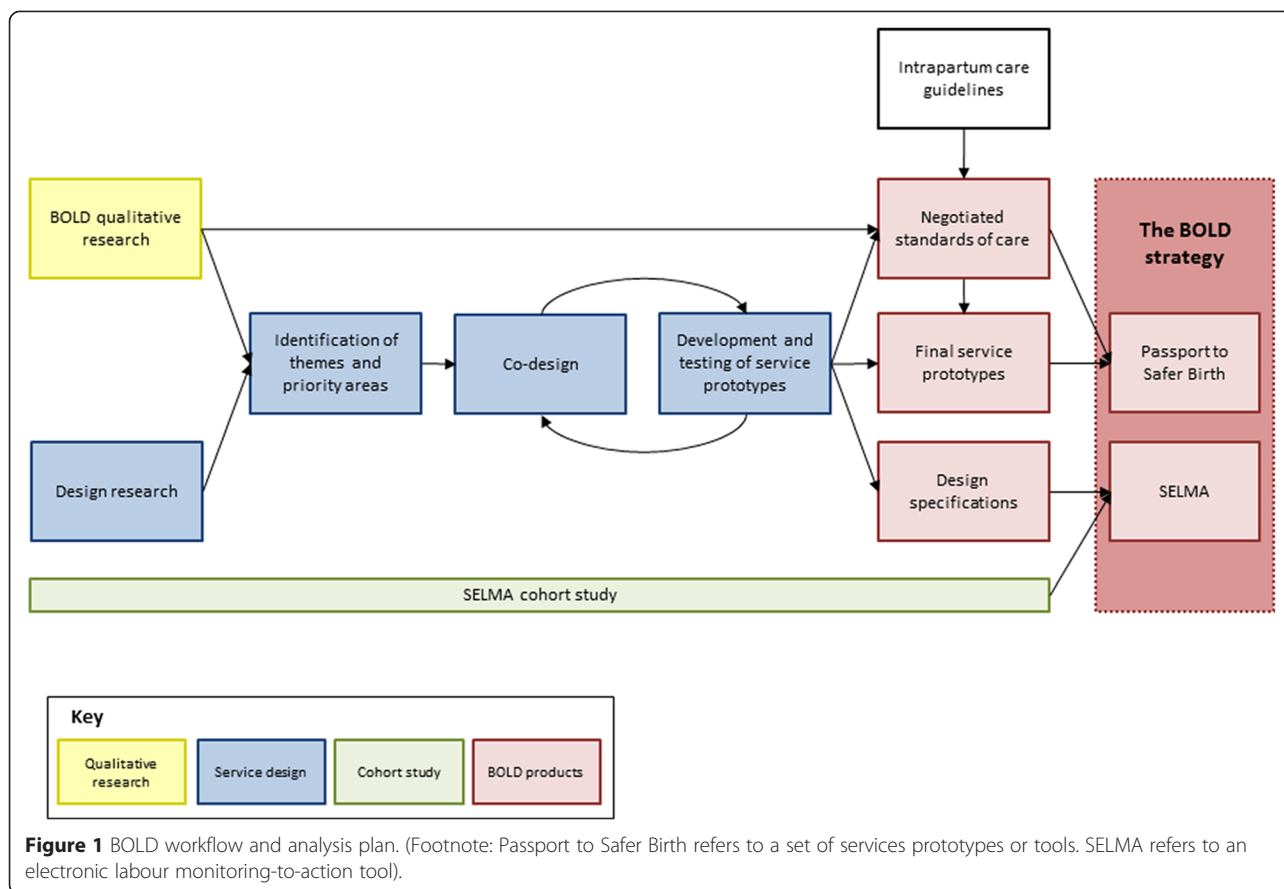 Intrapartum care
guidelines
BOLD qualitative
research
Negotiated
standards of care
The BOLD
strategy
Identification of
themes and
priority areas
Co-design
Development and
testing of service
prototypes
Final service
prototypes
Passport to
Safer Birth
Design research
Design
specifications
SELMA
SELMA cohort study
Key
Qualitative
research
Service design
Cohort study
BOLD products
Figure 1 BOLD workflow and analysis plan. (Footnote: Passport to Safer Birth refers to a set of services prototypes or tools. SELMA refers to an
electronic labour monitoring-to-action tool).